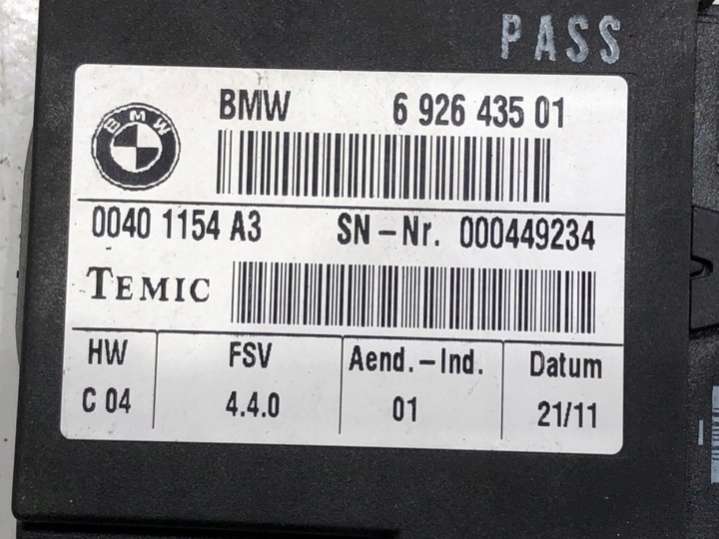 PASS
BMW 6 926 435 01
BMW
0040 1154 A3 SN-Nr. 000449234
TEMIC
HW FSV Aend.-Ind. Datum
C 04 4.4.0 01 21/11